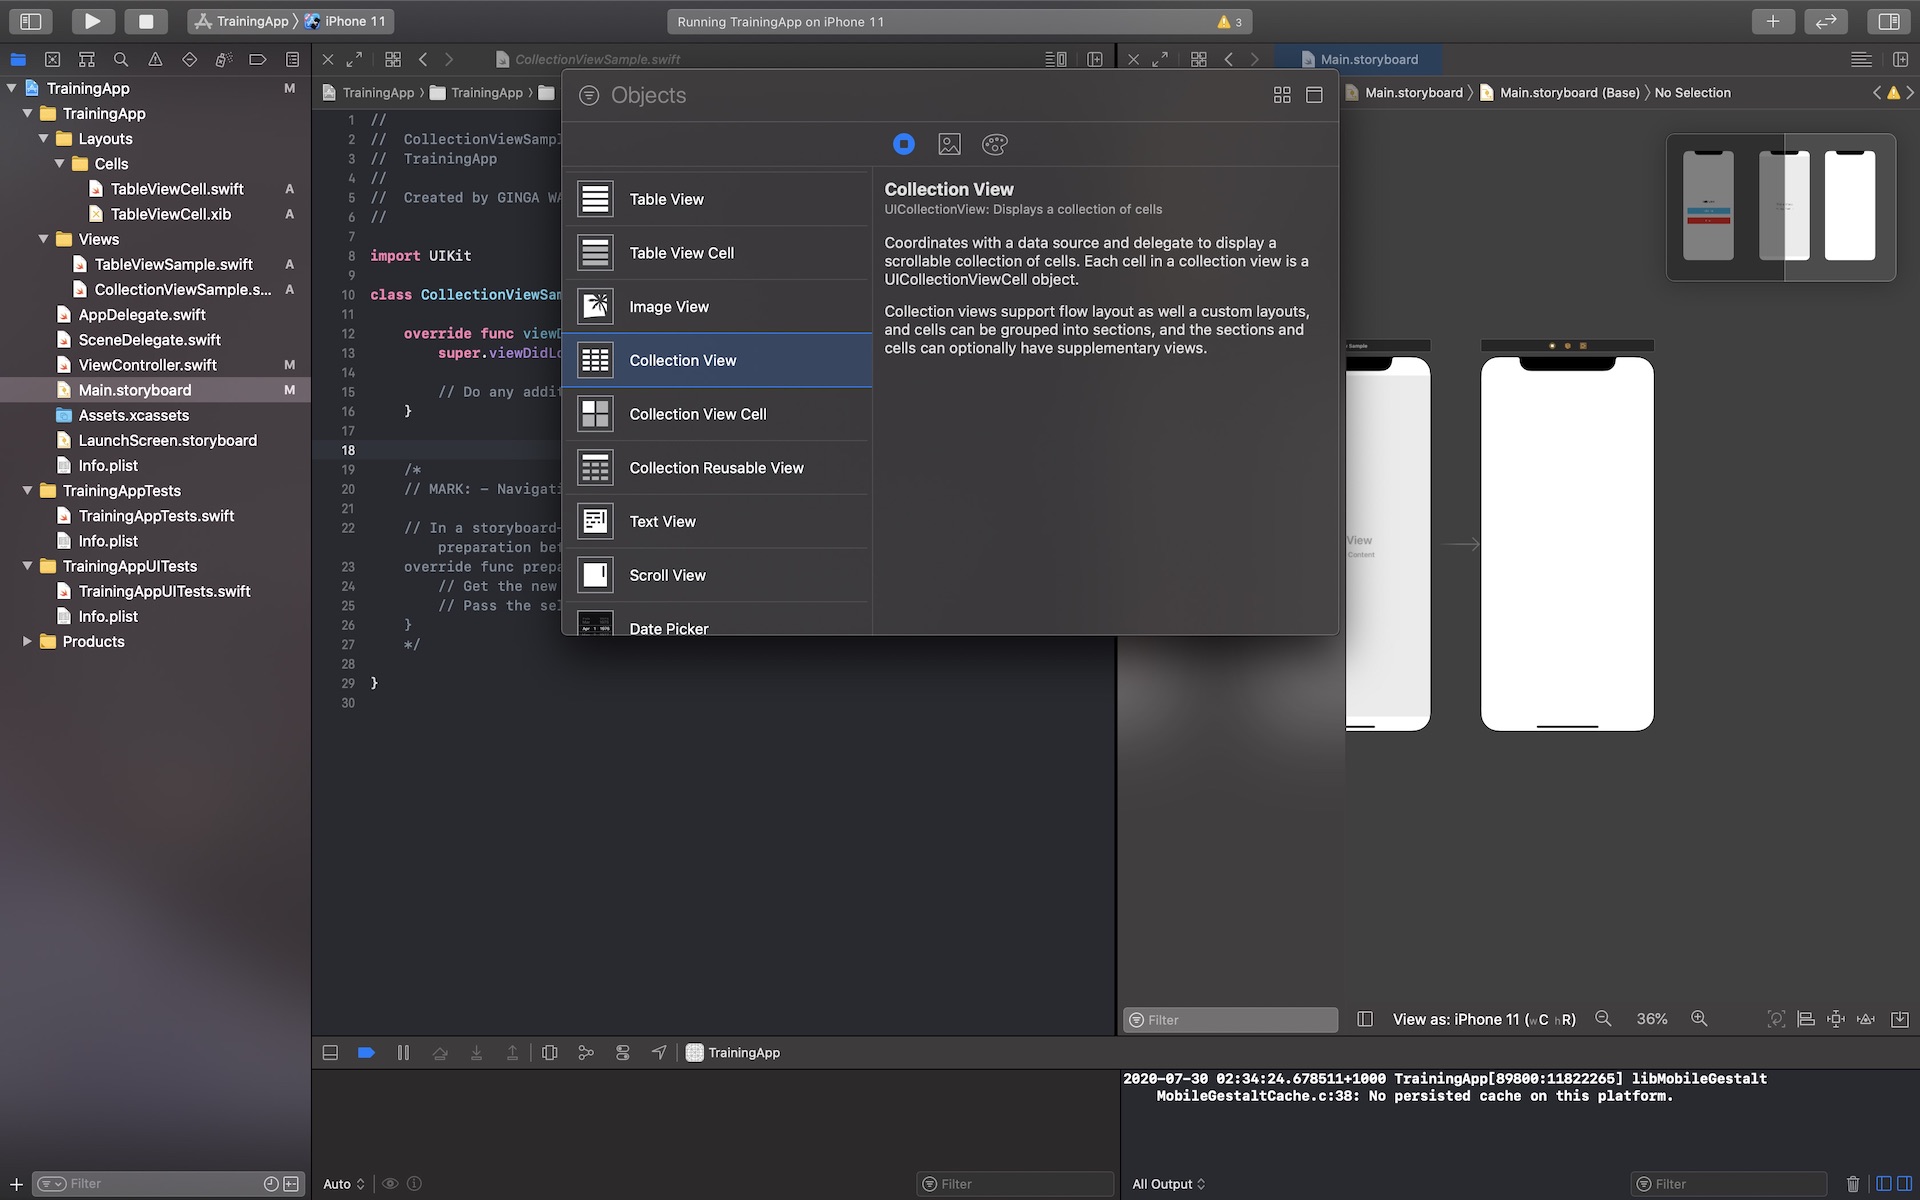 TrainingApp 〉 iPhone 11
Running TrainingApp on iPhone 11
3
CollectionViewSample.swift
Main.storyboard
TrainingApp M
TrainingApp
Layouts
Cells
TableViewCell.swift A
TableViewCell.xib A
Views
TableViewSample.swift A
CollectionViewSample.s... A
AppDelegate.swift
SceneDelegate.swift
ViewController.swift M
Main.storyboard M
Assets.xcassets
LaunchScreen.storyboard
Info.plist
TrainingAppTests
TrainingAppTests.swift
Info.plist
TrainingAppUITests
TrainingAppUITests.swift
Info.plist
Products
Filter
TrainingApp 〉 TrainingApp 〉
1 //
2 // CollectionViewSampl
3 // TrainingApp
4 //
5 // Created by GINGA WA
6 //
7
8 import UIKit
9
10 class CollectionViewSam
11
12 override func viewD
13 super.viewDidLo
14
15 // Do any addit
16 }
17
18
19 /*
20 // MARK: - Navigati
21
22 // In a storyboard-
preparation bef
23 override func prepa
24 // Get the new
25 // Pass the sel
26 }
27 */
28
29 }
30
Objects
Table View
Table View Cell
Image View
Collection View
Collection View Cell
Collection Reusable View
Text View
Scroll View
Date Picker
Collection View
UICollectionView: Displays a collection of cells
Coordinates with a data source and delegate to display a
scrollable collection of cells. Each cell in a collection view is a
UICollectionViewCell object.
Collection views support flow layout as well a custom layouts,
and cells can be grouped into sections, and the sections and
cells can optionally have supplementary views.
Main.storyboard 〉 Main.storyboard (Base) 〉 No Selection
Sample
View
Content
Filter
View as: iPhone 11 (wC hR)
36%
TrainingApp
2020-07-30 02:34:24.678511+1000 TrainingApp[89800:11822265] libMobileGestalt
MobileGestaltCache.c:38: No persisted cache on this platform.
Auto
Filter
All Output
Filter